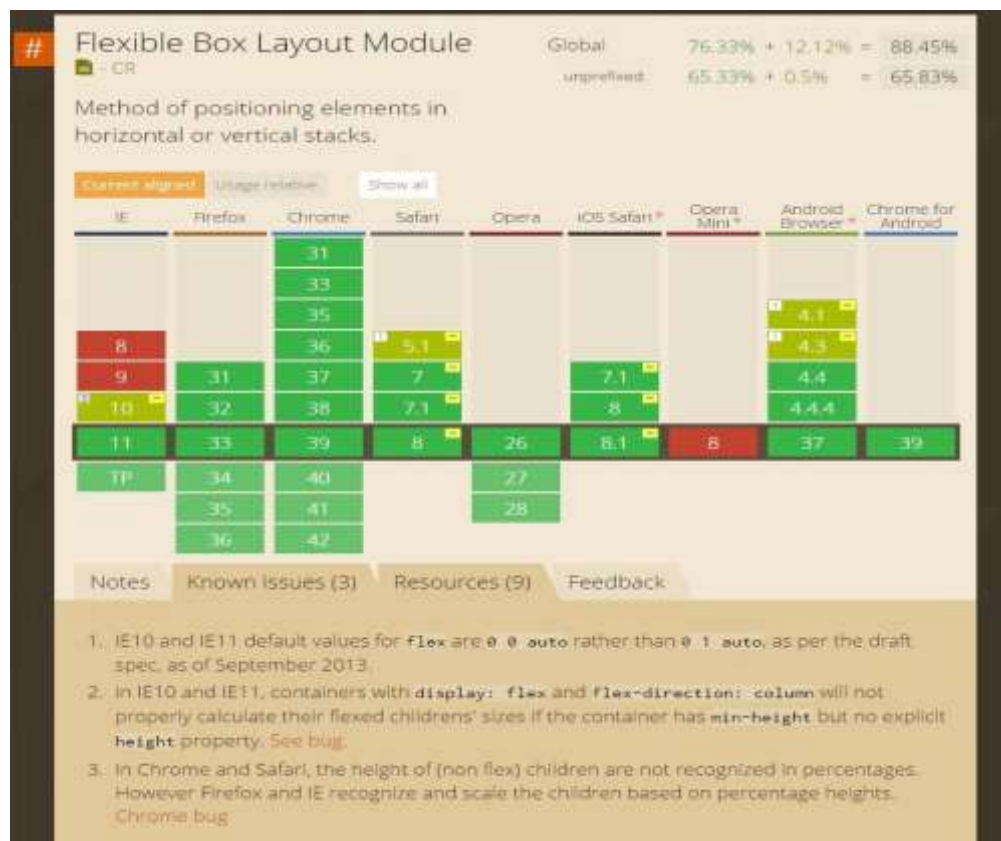 #
Flexible Box Layout Module
- CR
Global 76.33% + 12.12% = 88.45%
unprefixed: 65.33% + 0.5% = 65.83%
Method of positioning elements in
horizontal or vertical stacks.
Current aligned Usage relative Show all
IE Firefox Chrome Safari Opera iOS Safari * Opera Mini * Android Browser * Chrome for Android
31
33
35 4.1
8 36 5.1 4.3
9 31 37 7 7.1 4.4
10 32 38 7.1 8 4.4.4
11 33 39 8 26 8.1 8 37 39
TP 34 40 27
35 41 28
36 42
Notes Known issues (3) Resources (9) Feedback
1. IE10 and IE11 default values for flex are 0 0 auto rather than 0 1 auto, as per the draft
spec, as of September 2013.
2. In IE10 and IE11, containers with display: flex and flex-direction: column will not
properly calculate their flexed childrens' sizes if the container has min-height but no explicit
height property. See bug.
3. In Chrome and Safari, the height of (non flex) children are not recognized in percentages.
However Firefox and IE recognize and scale the children based on percentage heights.
Chrome bug